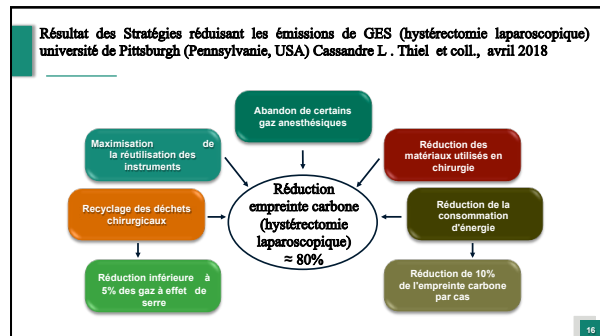 Résultat des Stratégies réduisant les émissions de GES (hystérectomie laparoscopique)
université de Pittsburgh (Pennsylvanie, USA) Cassandre L . Thiel et coll., avril 2018
Abandon de certains
gaz anesthésiques
Maximisation de
la réutilisation des
instruments
Réduction des
matériaux utilisés en
chirurgie
Recyclage des déchets
chirurgicaux
Réduction
empreinte carbone
(hystérectomie
laparoscopique)
≈ 80%
Réduction de la
consommation
d'énergie
Réduction inférieure à
5% des gaz à effet de
serre
Réduction de 10%
de l'empreinte carbone
par cas
16